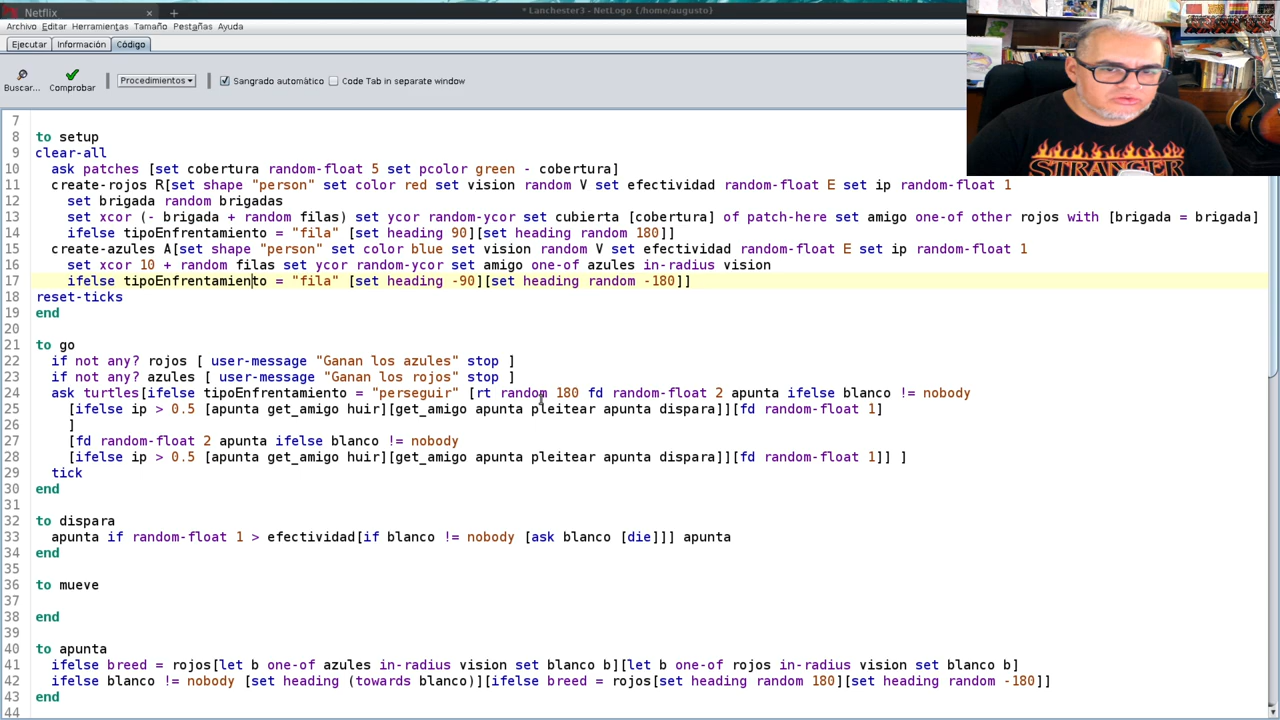 Netflix × +
* Lanchester3 - NetLogo {/home/augusto}
Archivo Editar Herramientas Tamaño Pestañas Ayuda
Ejecutar Información Código
Buscar... Comprobar Procedimientos Sangrado automático Code Tab in separate window
STRANGER
7
8 to setup
9 clear-all
10 ask patches [set cobertura random-float 5 set pcolor green - cobertura]
11 create-rojos R[set shape "person" set color red set vision random V set efectividad random-float E set ip random-float 1
12 set brigada random brigadas
13 set xcor (- brigada + random filas) set ycor random-ycor set cubierta [cobertura] of patch-here set amigo one-of other rojos with [brigada = brigada]
14 ifelse tipoEnfrentamiento = "fila" [set heading 90][set heading random 180]]
15 create-azules A[set shape "person" set color blue set vision random V set efectividad random-float E set ip random-float 1
16 set xcor 10 + random filas set ycor random-ycor set amigo one-of azules in-radius vision
17 ifelse tipoEnfrentamiento = "fila" [set heading -90][set heading random -180]]
18 reset-ticks
19 end
20
21 to go
22 if not any? rojos [ user-message "Ganan los azules" stop ]
23 if not any? azules [ user-message "Ganan los rojos" stop ]
24 ask turtles[ifelse tipoEnfrentamiento = "perseguir" [rt random 180 fd random-float 2 apunta ifelse blanco != nobody
25 [ifelse ip > 0.5 [apunta get_amigo huir][get_amigo apunta pleitear apunta dispara]][fd random-float 1]
26 ]
27 [fd random-float 2 apunta ifelse blanco != nobody
28 [ifelse ip > 0.5 [apunta get_amigo huir][get_amigo apunta pleitear apunta dispara]][fd random-float 1]] ]
29 tick
30 end
31
32 to dispara
33 apunta if random-float 1 > efectividad[if blanco != nobody [ask blanco [die]]] apunta
34 end
35
36 to mueve
37
38 end
39
40 to apunta
41 ifelse breed = rojos[let b one-of azules in-radius vision set blanco b][let b one-of rojos in-radius vision set blanco b]
42 ifelse blanco != nobody [set heading (towards blanco)][ifelse breed = rojos[set heading random 180][set heading random -180]]
43 end
44